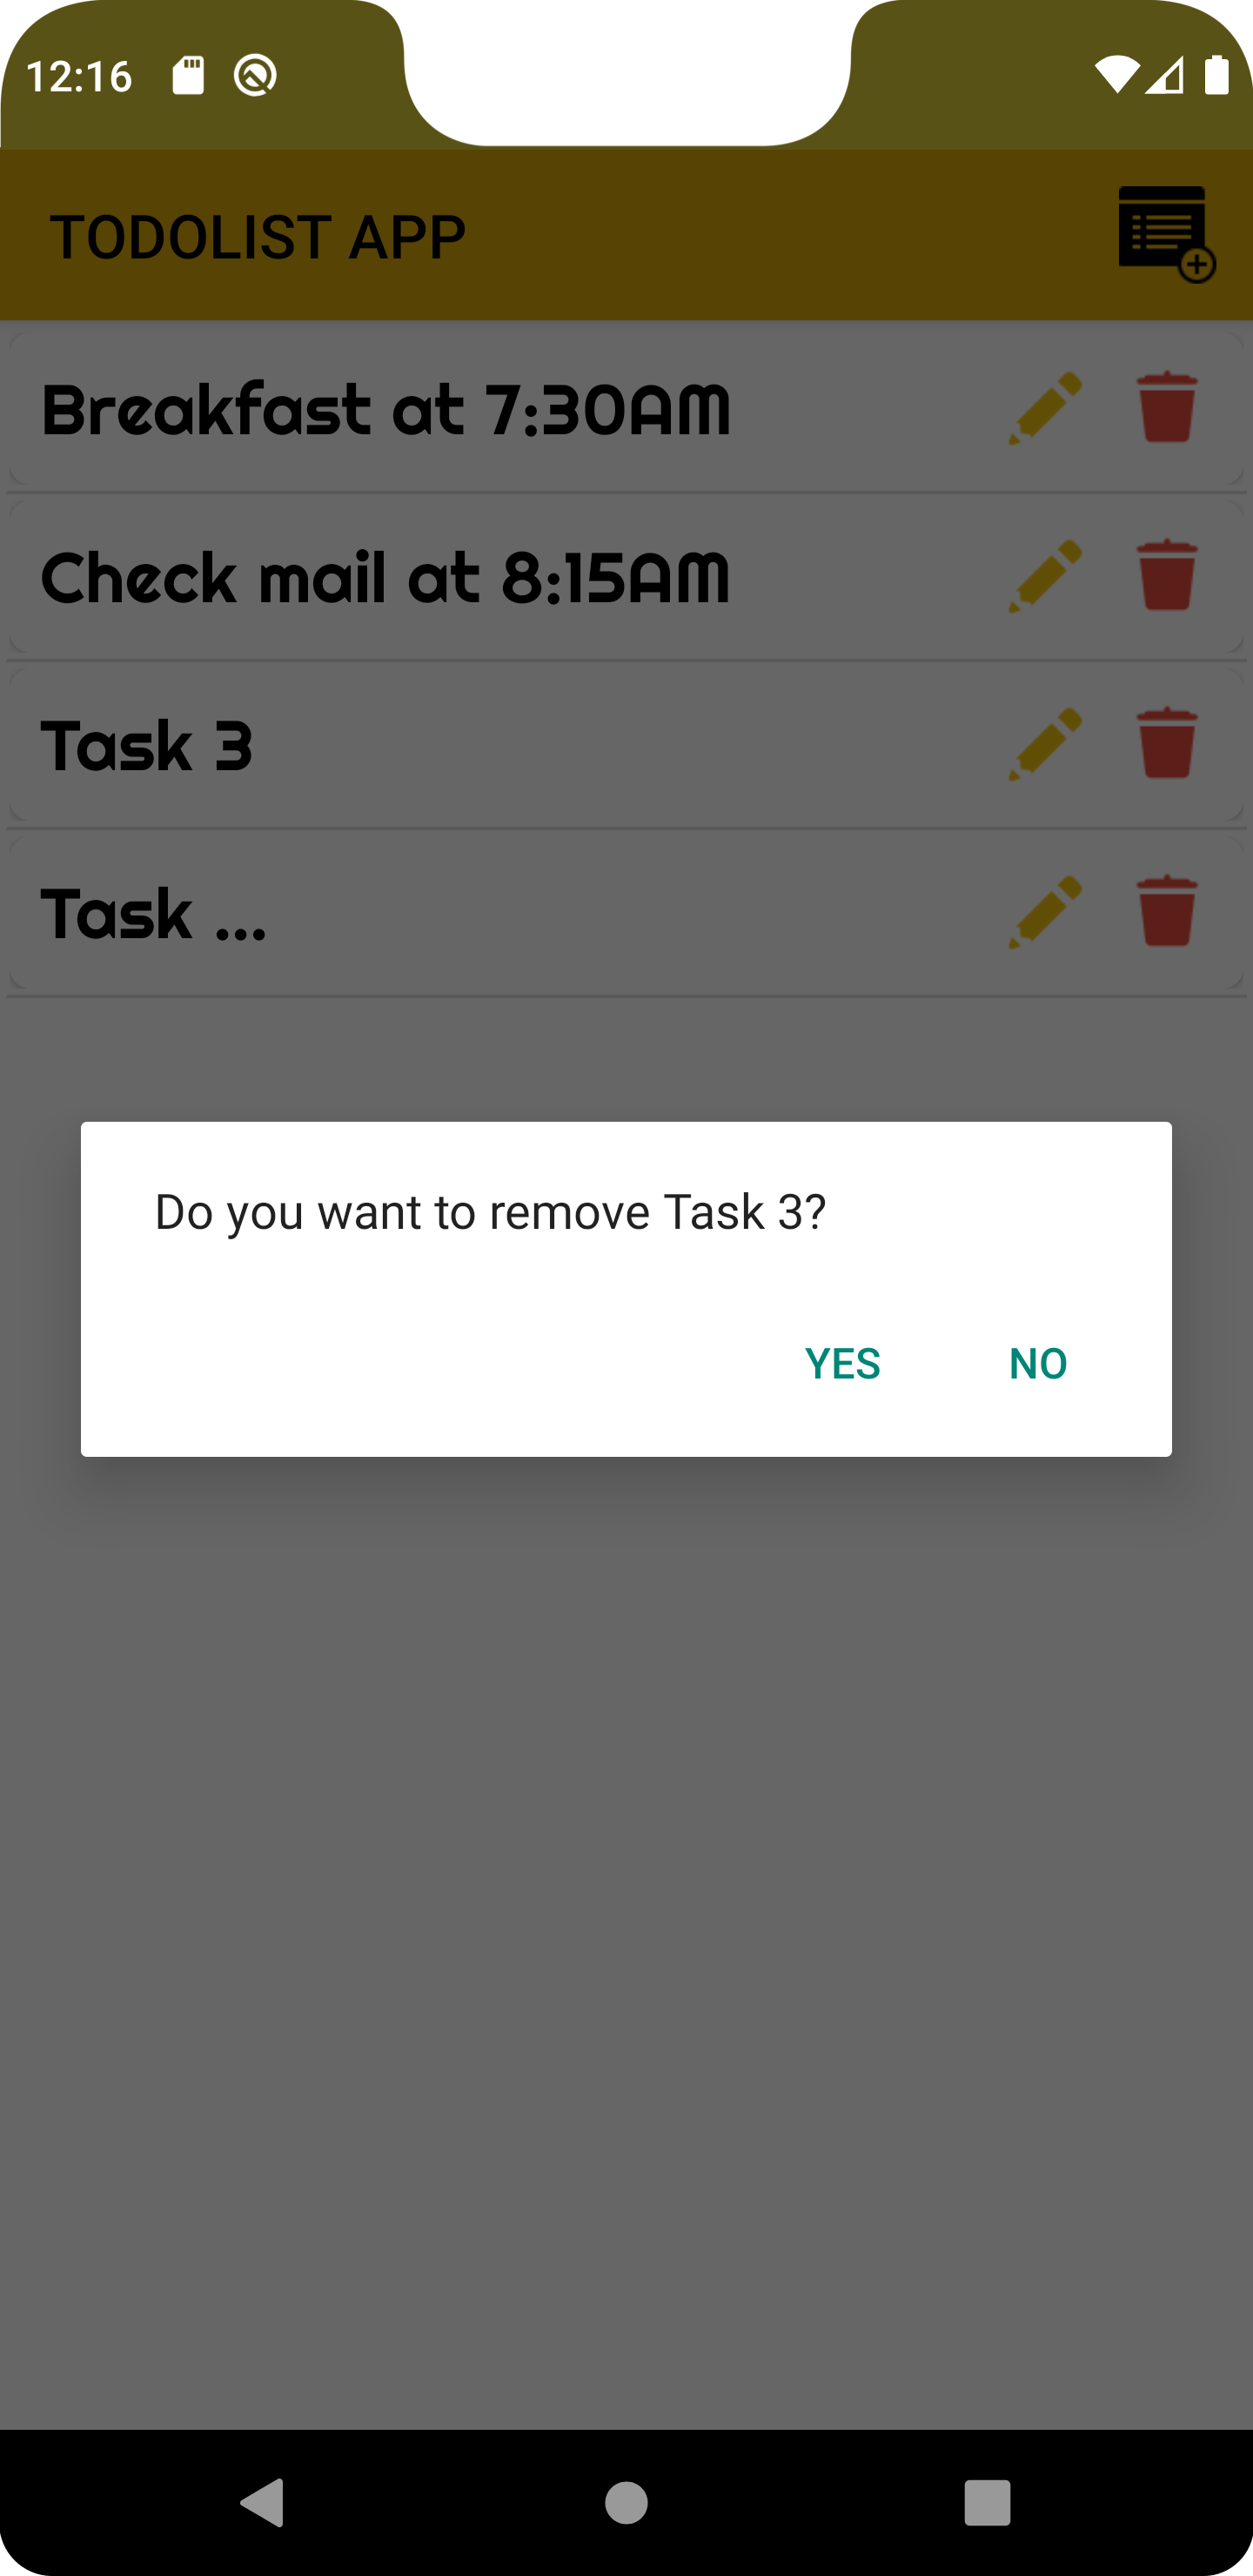 12:16
TODOLIST APP
Breakfast at 7:30AM
Check mail at 8:15AM
Task 3
Task ...
Do you want to remove Task 3?
YES NO